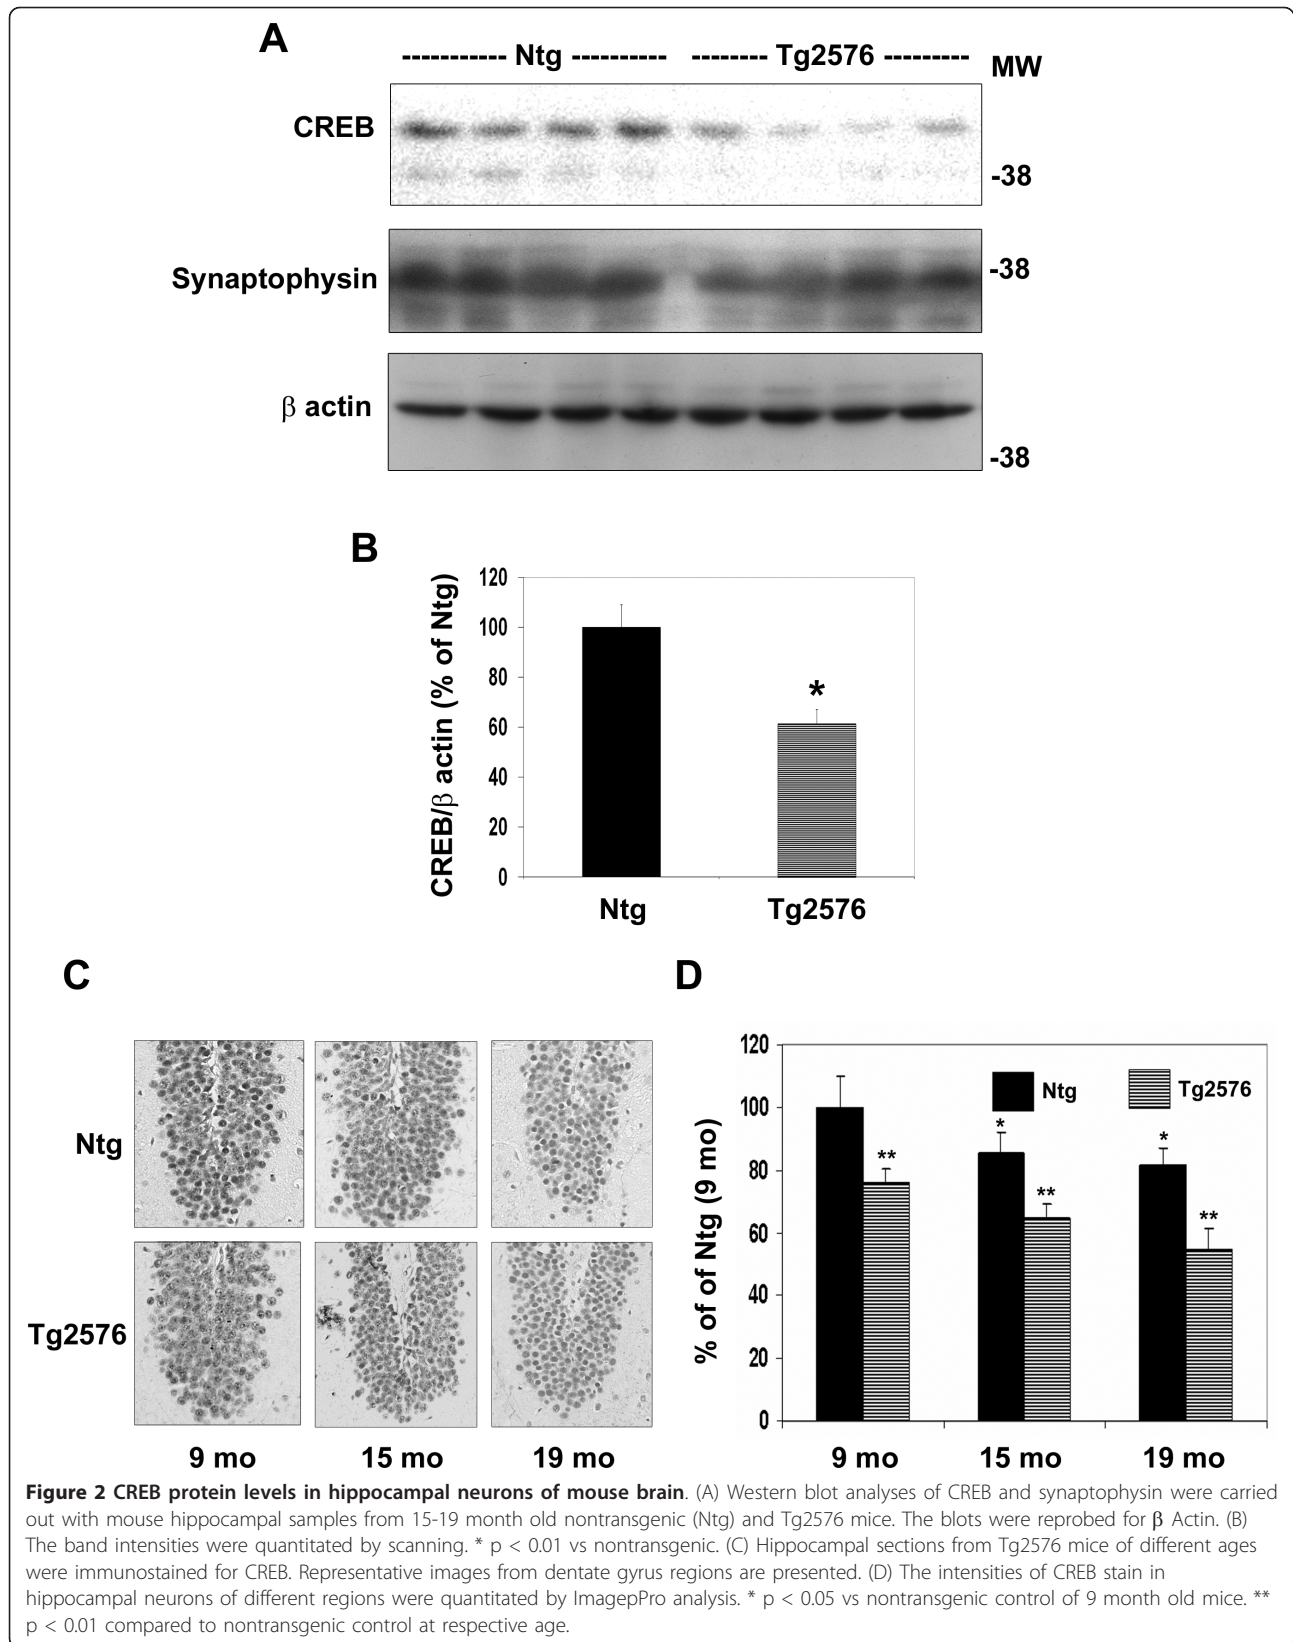 A
----------- Ntg ---------- -------- Tg2576 ---------
MW
CREB
-38
Synaptophysin
-38
β actin
-38
B
CREB/β actin (% of Ntg)
120
100
80
60
40
20
0
*
Ntg Tg2576
C
Ntg
Tg2576
9 mo 15 mo 19 mo
D
% of of Ntg (9 mo)
120
100
80
60
40
20
0
Ntg Tg2576
** * ** * **
9 mo 15 mo 19 mo
Figure 2 CREB protein levels in hippocampal neurons of mouse brain. (A) Western blot analyses of CREB and synaptophysin were carried
out with mouse hippocampal samples from 15-19 month old nontransgenic (Ntg) and Tg2576 mice. The blots were reprobed for β Actin. (B)
The band intensities were quantitated by scanning. * p < 0.01 vs nontransgenic. (C) Hippocampal sections from Tg2576 mice of different ages
were immunostained for CREB. Representative images from dentate gyrus regions are presented. (D) The intensities of CREB stain in
hippocampal neurons of different regions were quantitated by ImagepPro analysis. * p < 0.05 vs nontransgenic control of 9 month old mice. **
p < 0.01 compared to nontransgenic control at respective age.